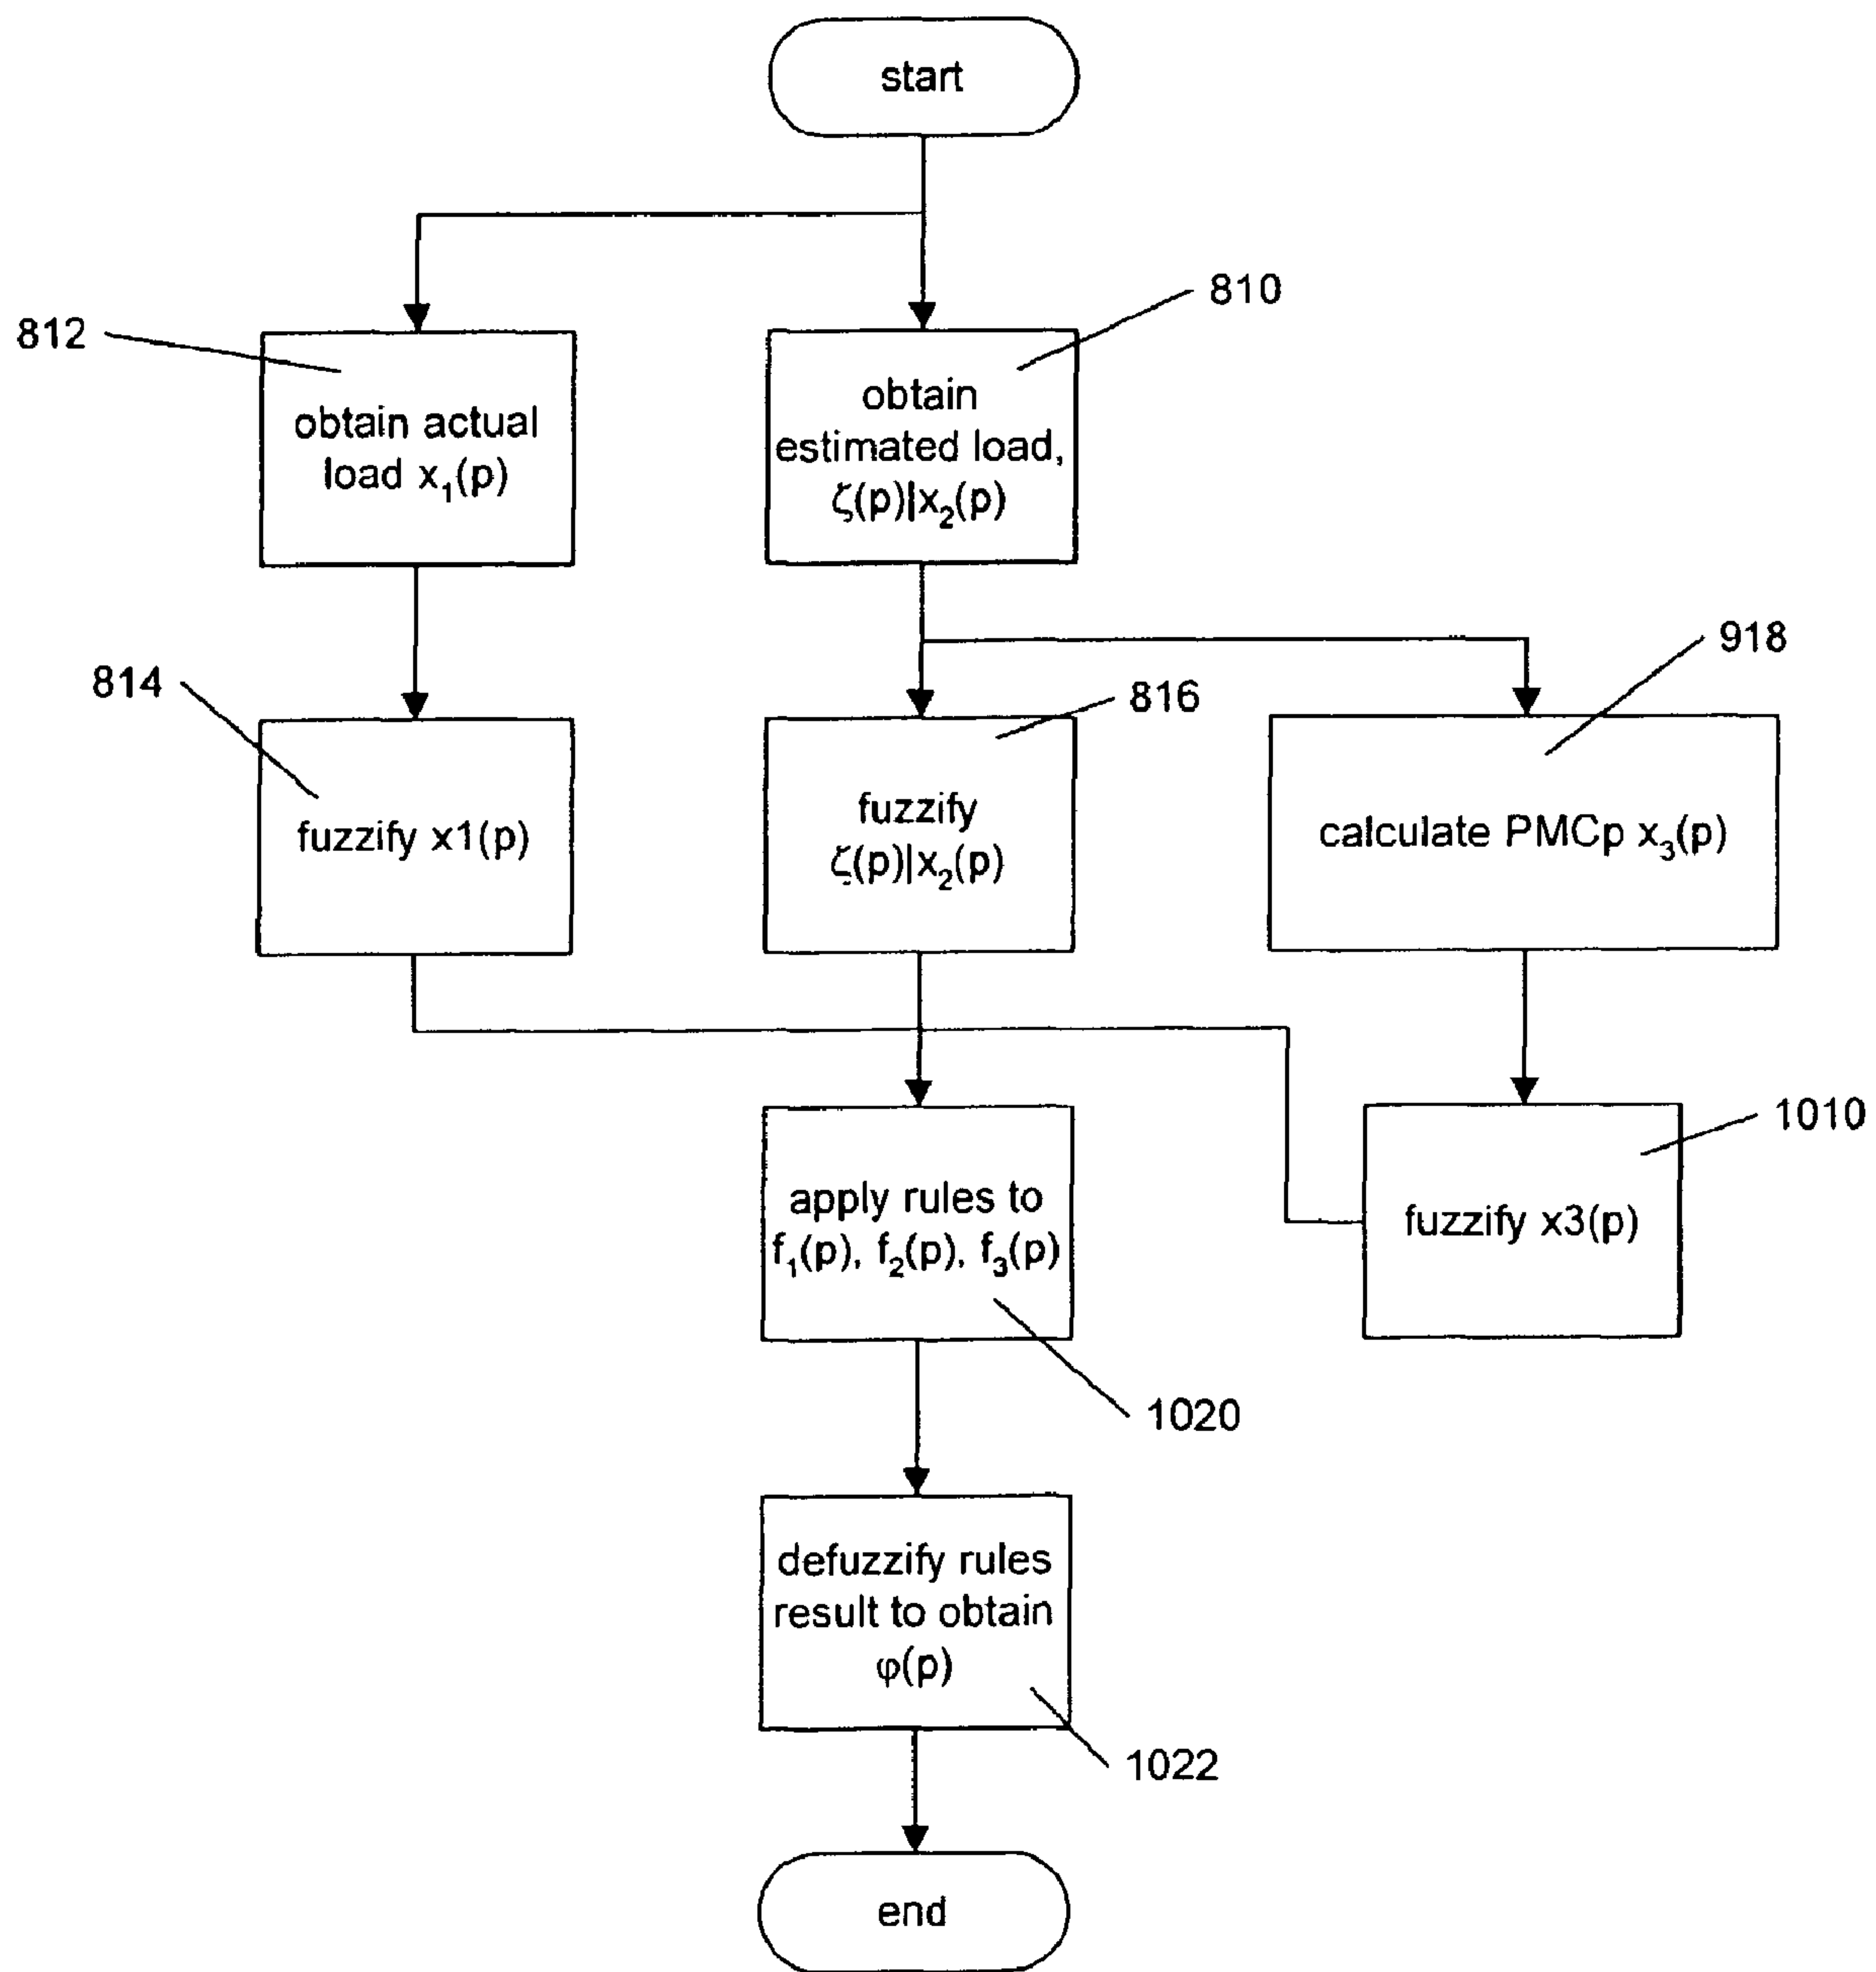 start
810
812
obtain
estimated load,
ζ(p)|x₂(p)
obtain actual
load x₁(p)
918
814
816
fuzzify x1(p)
fuzzify
ζ(p)|x₂(p)
calculate PMCp x₃(p)
1010
apply rules to
f₁(p), f₂(p), f₃(p)
fuzzify x3(p)
1020
defuzzify rules
result to obtain
φ(p)
1022
end